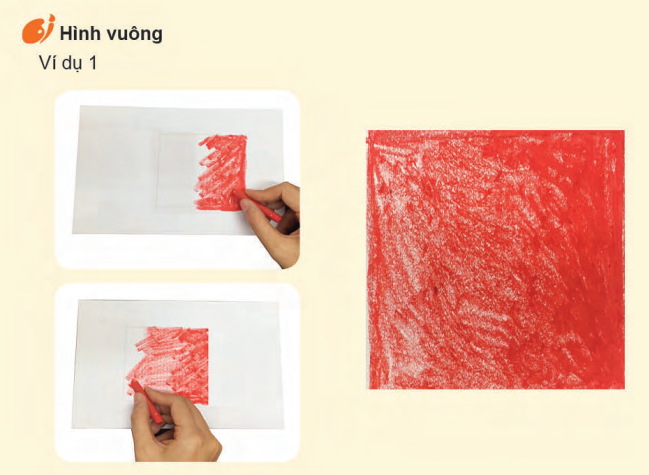 Hình vuông
Ví dụ 1